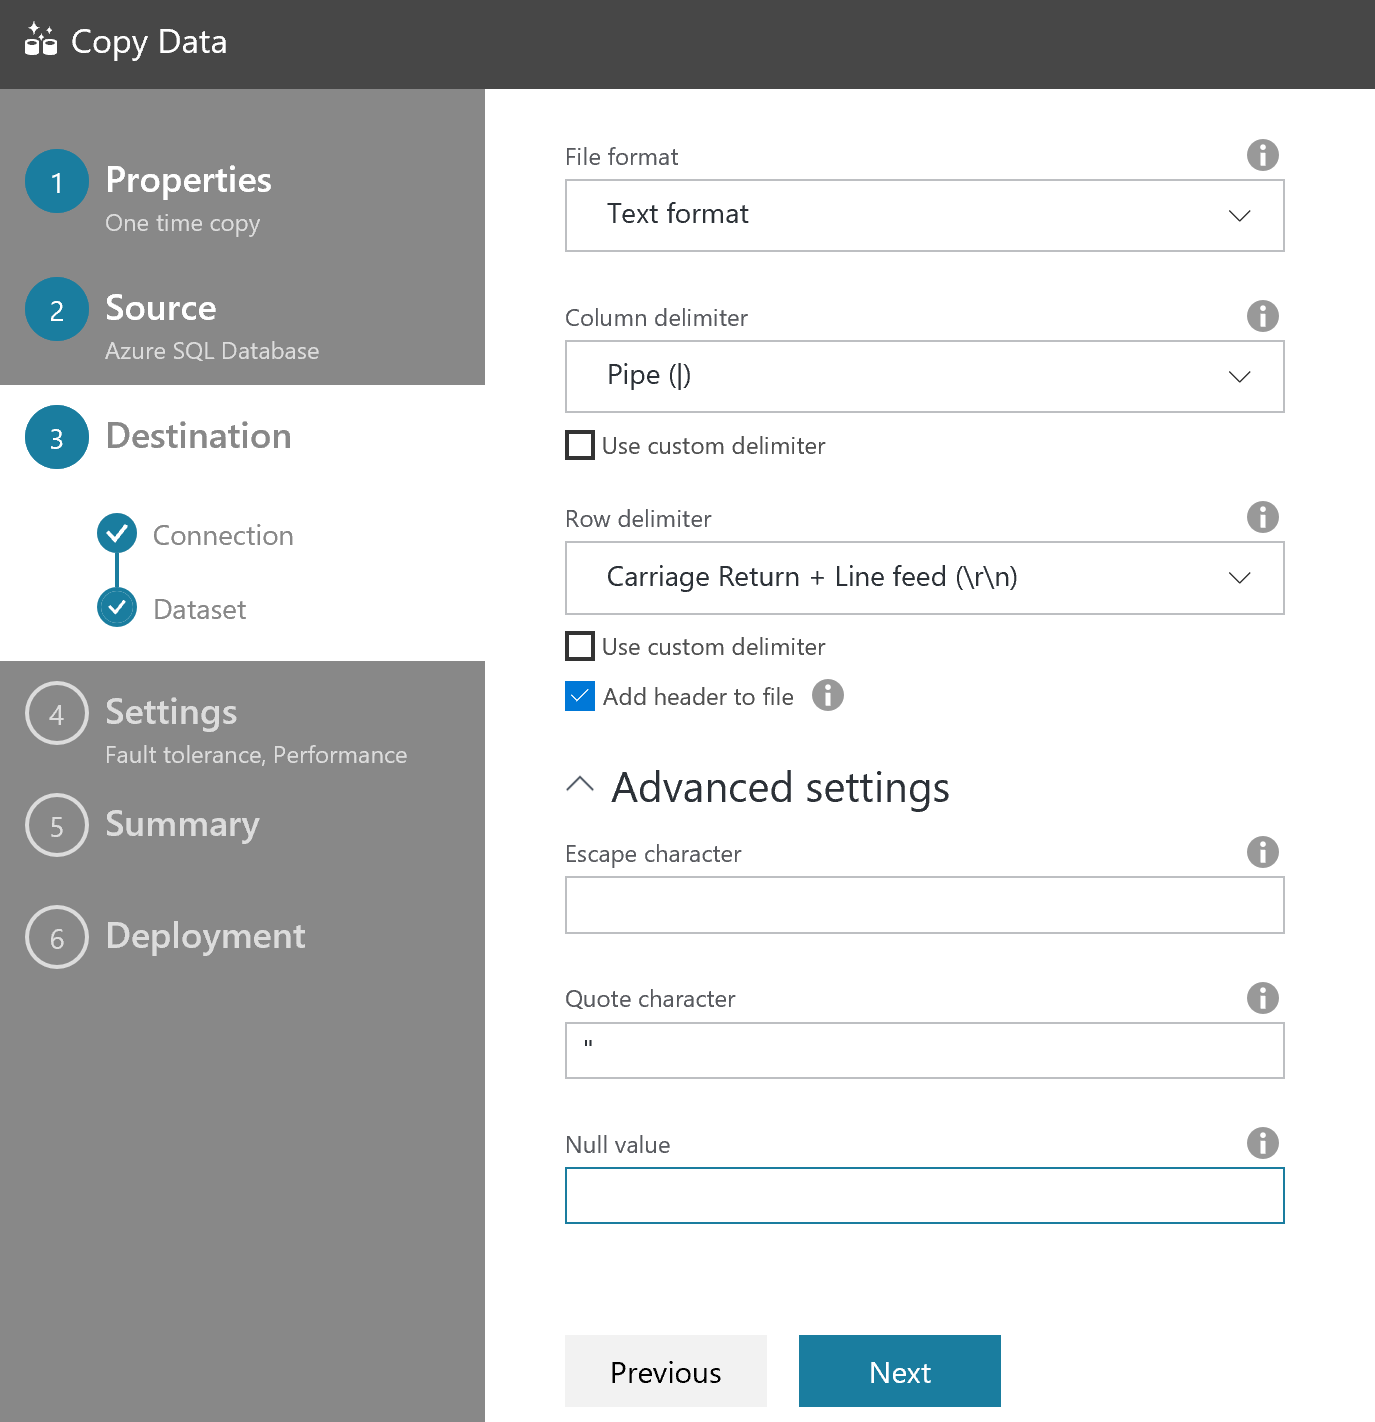 Copy Data
1 Properties
One time copy
2 Source
Azure SQL Database
3 Destination
Connection
Dataset
4 Settings
Fault tolerance, Performance
5 Summary
6 Deployment
File format
Text format
Column delimiter
Pipe (|)
Use custom delimiter
Row delimiter
Carriage Return + Line feed (\r\n)
Use custom delimiter
Add header to file
Advanced settings
Escape character
Quote character
"
Null value
Previous
Next